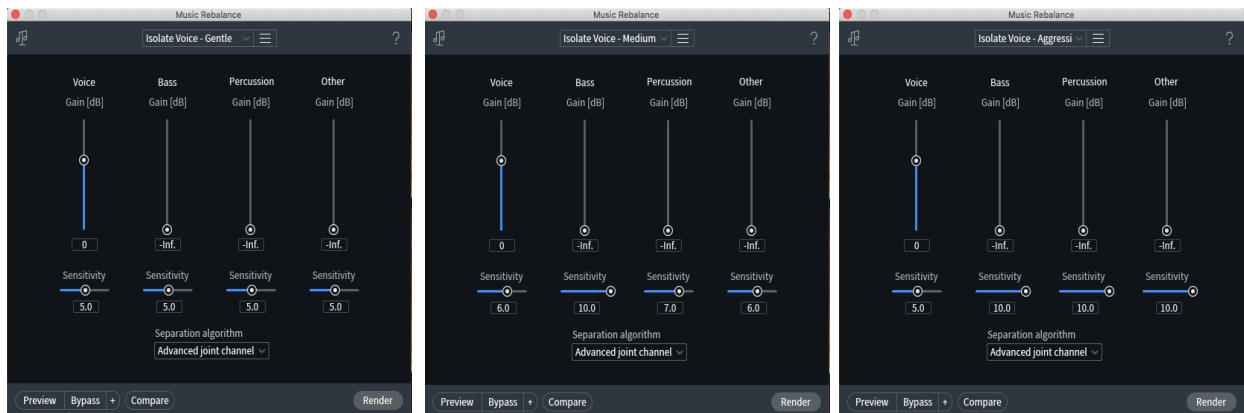 Music Rebalance
Isolate Voice - Gentle
?
Voice Bass Percussion Other
Gain [dB] Gain [dB] Gain [dB] Gain [dB]
0 -Inf. -Inf. -Inf.
Sensitivity Sensitivity Sensitivity Sensitivity
5.0 5.0 5.0 5.0
Separation algorithm
Advanced joint channel
Preview Bypass + Compare Render
Music Rebalance
Isolate Voice - Medium
?
Voice Bass Percussion Other
Gain [dB] Gain [dB] Gain [dB] Gain [dB]
0 -Inf. -Inf. -Inf.
Sensitivity Sensitivity Sensitivity Sensitivity
6.0 10.0 7.0 6.0
Separation algorithm
Advanced joint channel
Preview Bypass + Compare Render
Music Rebalance
Isolate Voice - Aggressi
?
Voice Bass Percussion Other
Gain [dB] Gain [dB] Gain [dB] Gain [dB]
0 -Inf. -Inf. -Inf.
Sensitivity Sensitivity Sensitivity Sensitivity
5.0 10.0 10.0 10.0
Separation algorithm
Advanced joint channel
Preview Bypass + Compare Render